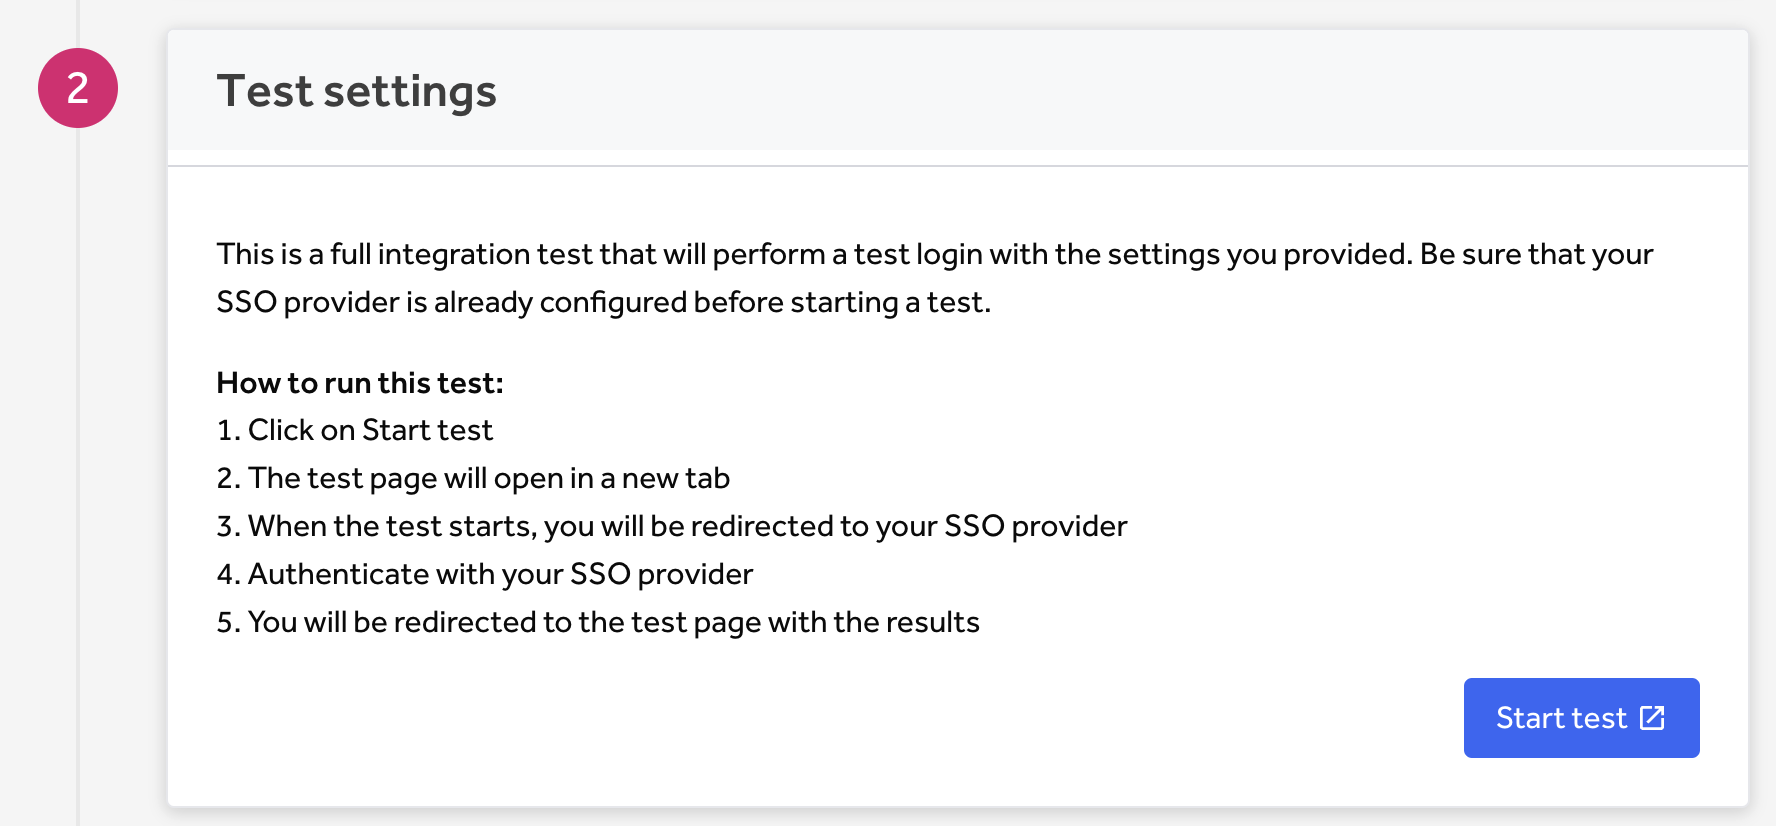 2
Test settings
This is a full integration test that will perform a test login with the settings you provided. Be sure that your
SSO provider is already configured before starting a test.
How to run this test:
1. Click on Start test
2. The test page will open in a new tab
3. When the test starts, you will be redirected to your SSO provider
4. Authenticate with your SSO provider
5. You will be redirected to the test page with the results
Start test